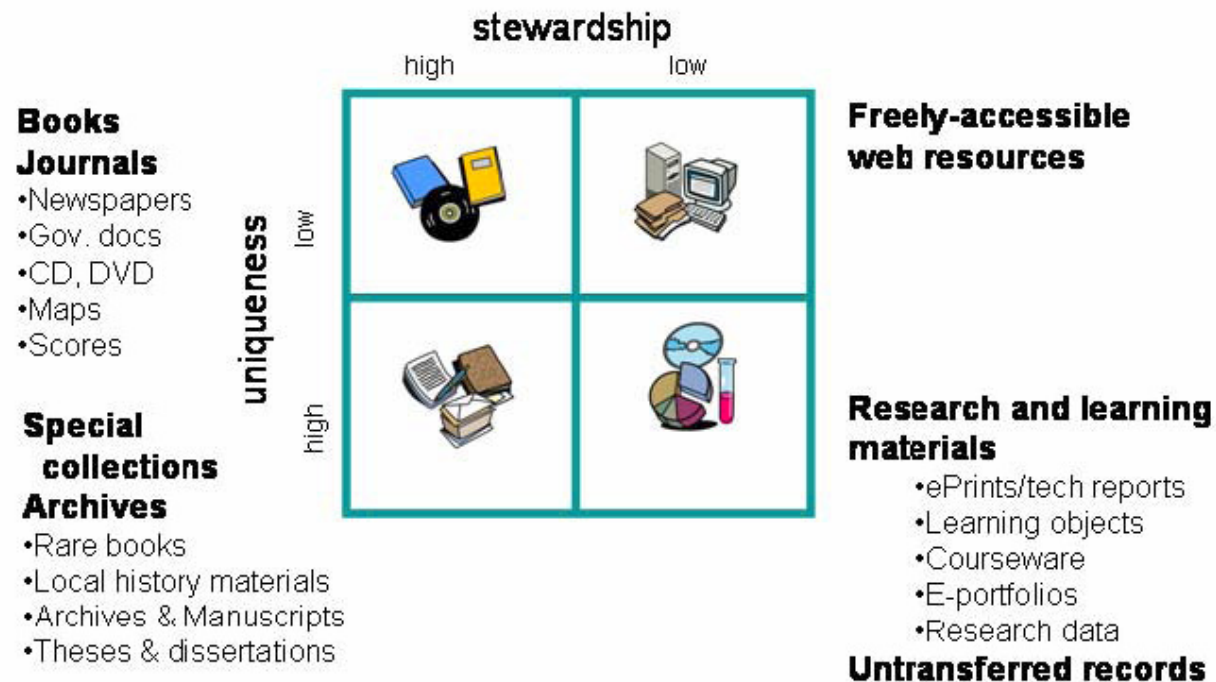 stewardship
high low
Books
Journals
•Newspapers
•Gov. docs
•CD, DVD
•Maps
•Scores
uniqueness
low
high
Freely-accessible
web resources
Special
collections
Archives
•Rare books
•Local history materials
•Archives & Manuscripts
•Theses & dissertations
Research and learning
materials
•ePrints/tech reports
•Learning objects
•Courseware
•E-portfolios
•Research data
Untransferred records